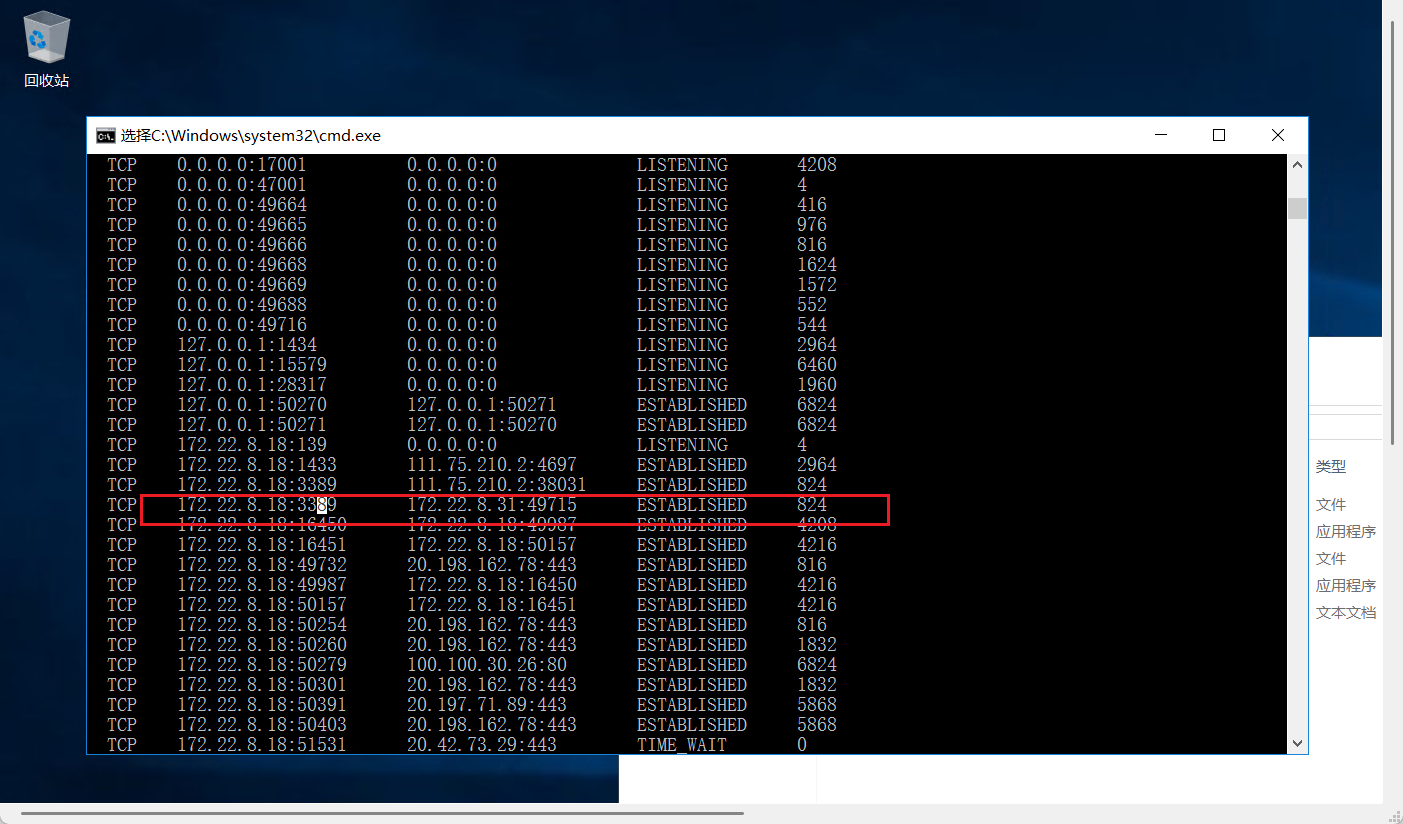 回收站
选择C:\Windows\system32\cmd.exe
TCP 0.0.0.0:17001 0.0.0.0:0 LISTENING 4208
TCP 0.0.0.0:47001 0.0.0.0:0 LISTENING 4
TCP 0.0.0.0:49664 0.0.0.0:0 LISTENING 416
TCP 0.0.0.0:49665 0.0.0.0:0 LISTENING 976
TCP 0.0.0.0:49666 0.0.0.0:0 LISTENING 816
TCP 0.0.0.0:49668 0.0.0.0:0 LISTENING 1624
TCP 0.0.0.0:49669 0.0.0.0:0 LISTENING 1572
TCP 0.0.0.0:49688 0.0.0.0:0 LISTENING 552
TCP 0.0.0.0:49716 0.0.0.0:0 LISTENING 544
TCP 127.0.0.1:1434 0.0.0.0:0 LISTENING 2964
TCP 127.0.0.1:15579 0.0.0.0:0 LISTENING 6460
TCP 127.0.0.1:28317 0.0.0.0:0 LISTENING 1960
TCP 127.0.0.1:50270 127.0.0.1:50271 ESTABLISHED 6824
TCP 127.0.0.1:50271 127.0.0.1:50270 ESTABLISHED 6824
TCP 172.22.8.18:139 0.0.0.0:0 LISTENING 4
TCP 172.22.8.18:1433 111.75.210.2:4697 ESTABLISHED 2964
TCP 172.22.8.18:3389 111.75.210.2:38031 ESTABLISHED 824
TCP 172.22.8.18:3389 172.22.8.31:49715 ESTABLISHED 824
TCP 172.22.8.18:16450 172.22.8.18:49987 ESTABLISHED 4208
TCP 172.22.8.18:16451 172.22.8.18:50157 ESTABLISHED 4216
TCP 172.22.8.18:49732 20.198.162.78:443 ESTABLISHED 816
TCP 172.22.8.18:49987 172.22.8.18:16450 ESTABLISHED 4216
TCP 172.22.8.18:50157 172.22.8.18:16451 ESTABLISHED 4216
TCP 172.22.8.18:50254 20.198.162.78:443 ESTABLISHED 816
TCP 172.22.8.18:50260 20.198.162.78:443 ESTABLISHED 1832
TCP 172.22.8.18:50279 100.100.30.26:80 ESTABLISHED 6824
TCP 172.22.8.18:50301 20.198.162.78:443 ESTABLISHED 1832
TCP 172.22.8.18:50391 20.197.71.89:443 ESTABLISHED 5868
TCP 172.22.8.18:50403 20.198.162.78:443 ESTABLISHED 5868
TCP 172.22.8.18:51531 20.42.73.29:443 TIME_WAIT 0
类型
文件
应用程序
文件
应用程序
文本文档